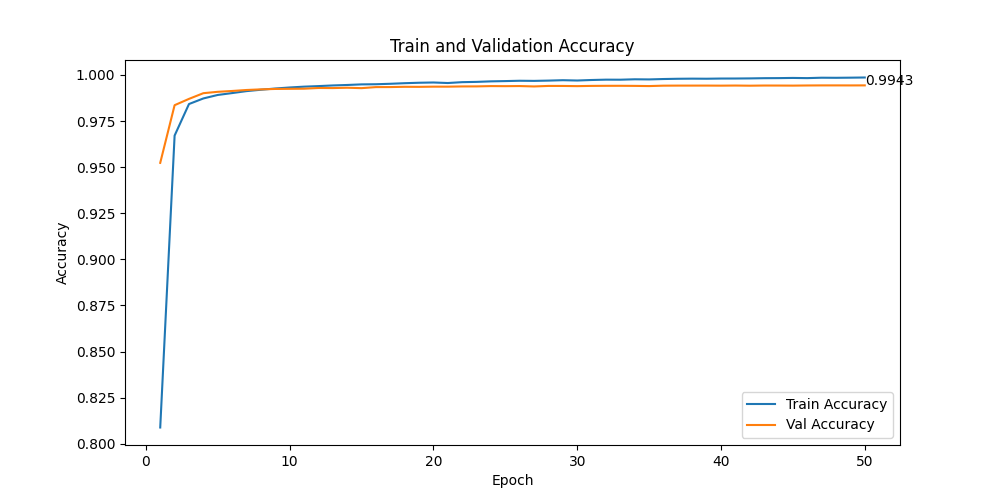 Train and Validation Accuracy
1.000
0.975
0.950
0.925
0.900
0.875
0.850
0.825
0.800
Accuracy
0.9943
Train Accuracy
Val Accuracy
0 10 20 30 40 50
Epoch